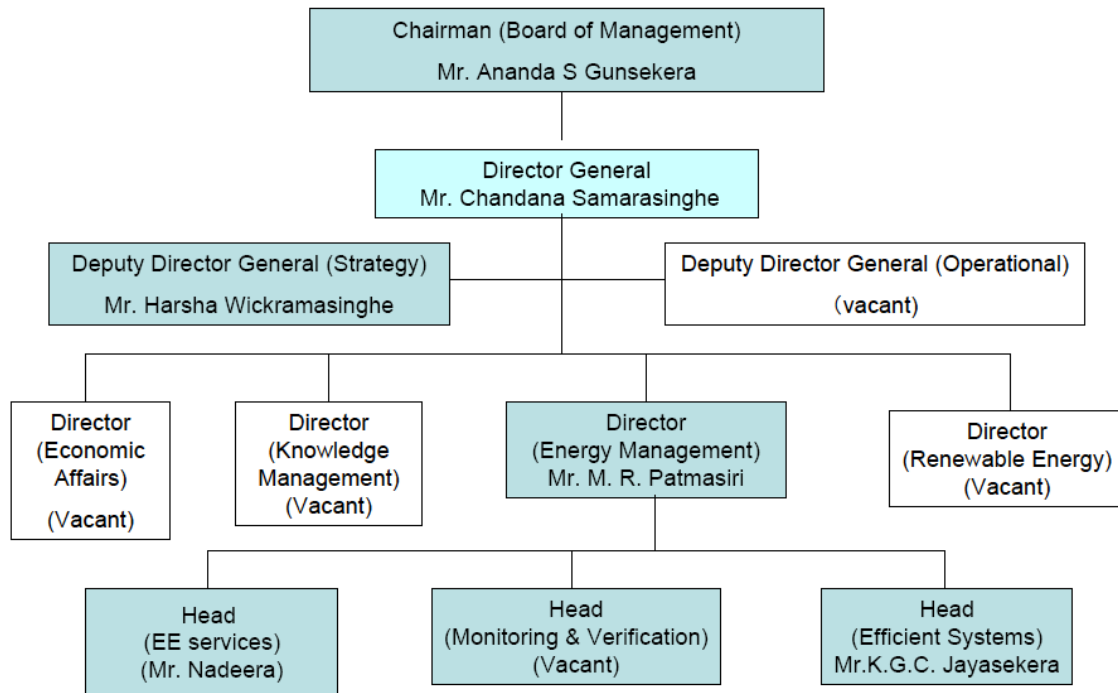 Chairman (Board of Management)
Mr. Ananda S Gunsekera
Director General
Mr. Chandana Samarasinghe
Deputy Director General (Strategy)
Mr. Harsha Wickramasinghe
Deputy Director General (Operational)
(vacant)
Director
(Economic
Affairs)
(Vacant)
Director
(Knowledge
Management)
(Vacant)
Director
(Energy Management)
Mr. M. R. Patmasiri
Director
(Renewable Energy)
(Vacant)
Head
(EE services)
(Mr. Nadeera)
Head
(Monitoring & Verification)
(Vacant)
Head
(Efficient Systems)
Mr.K.G.C. Jayasekera